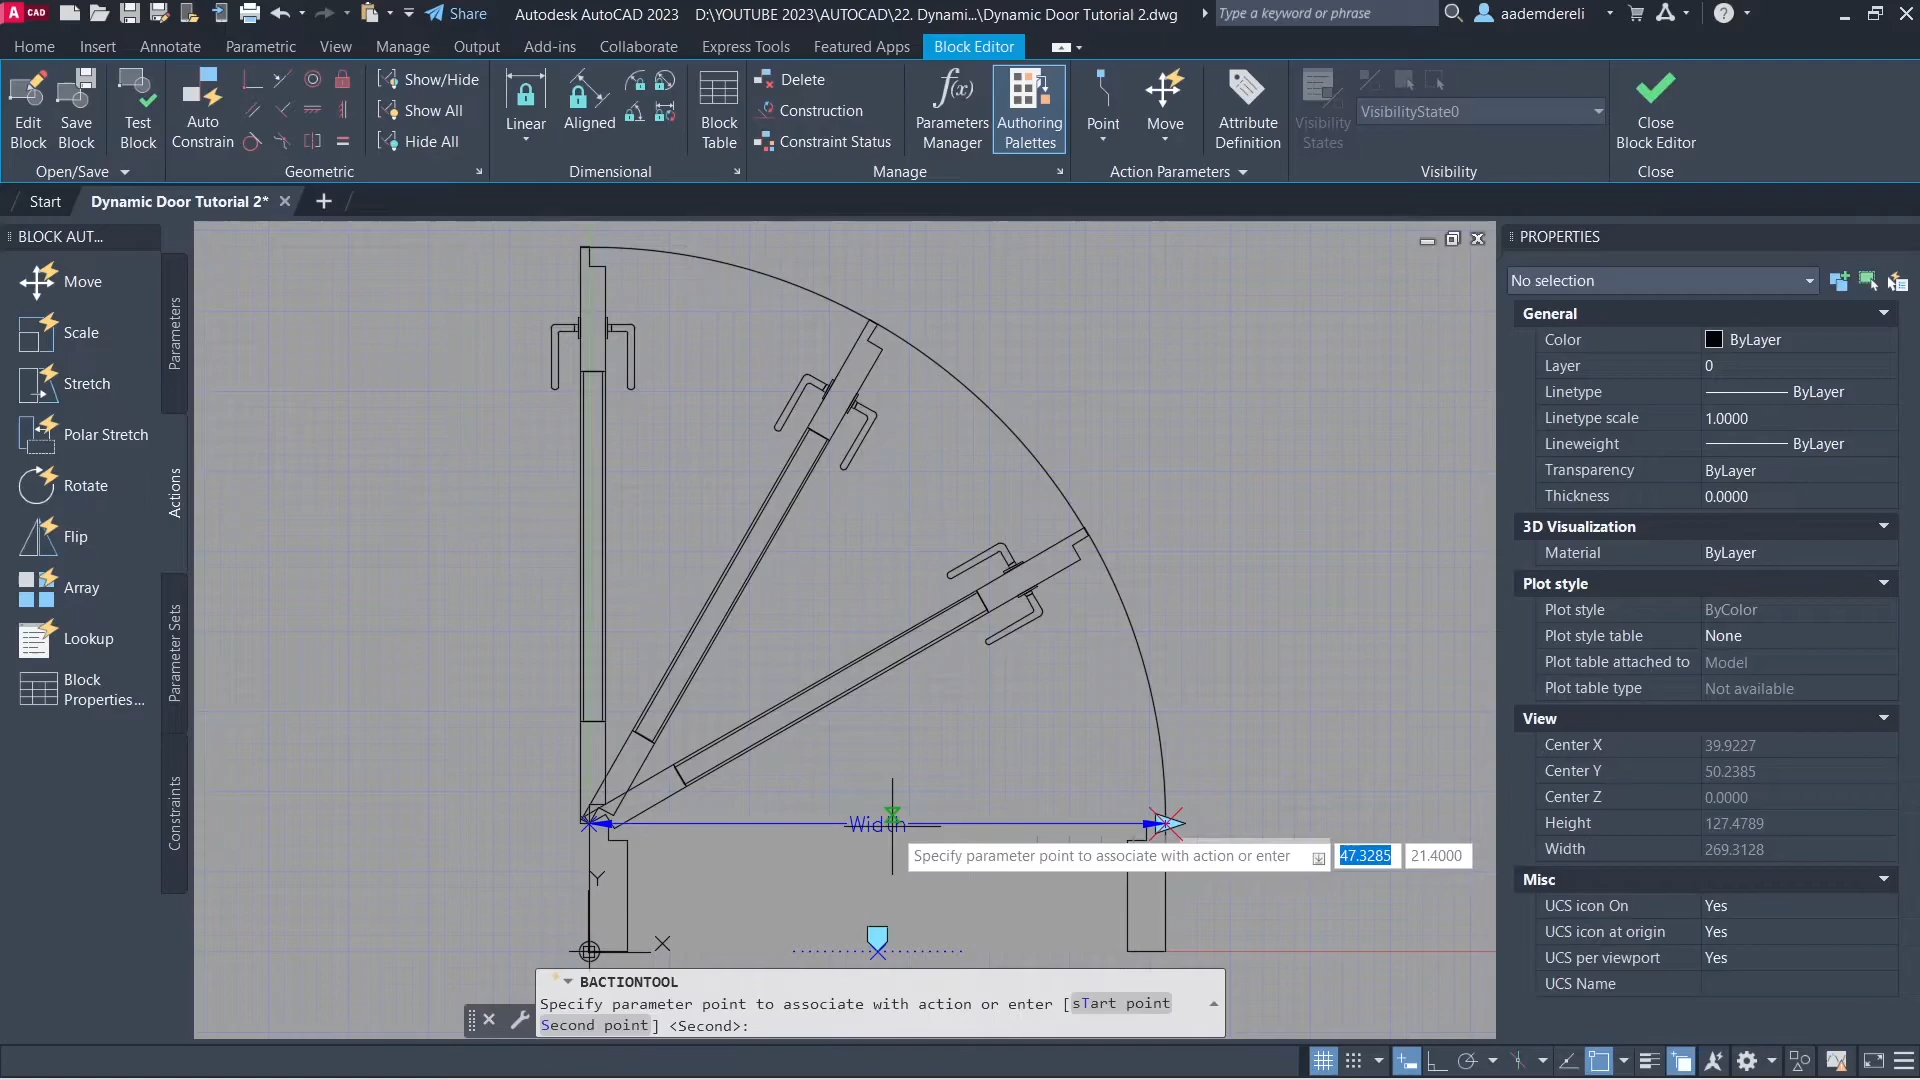 A CAD
Share
Autodesk AutoCAD 2023
D:\YOUTUBE 2023\AUTOCAD\22. Dynami...\Dynamic Door Tutorial 2.dwg
Type a keyword or phrase
aademdereli
Home
Insert
Annotate
Parametric
View
Manage
Output
Add-ins
Collaborate
Express Tools
Featured Apps
Block Editor
Edit
Block
Save
Block
Test
Block
Open/Save
Auto
Constrain
Show/Hide
Show All
Hide All
Geometric
Linear
Aligned
Dimensional
Block
Table
Delete
Construction
Constraint Status
Manage
Parameters
Manager
Authoring
Palettes
Point
Move
Action Parameters
Attribute
Definition
Visibility
States
VisibilityState0
Visibility
Close
Block Editor
Close
Start
Dynamic Door Tutorial 2*
BLOCK AUT...
Move
Scale
Stretch
Polar Stretch
Rotate
Flip
Array
Lookup
Block
Properties...
Parameters
Actions
Parameter Sets
Constraints
Width
Specify parameter point to associate with action or enter
47.3285
21.4000
Y
X
BACTIONTOOL
Specify parameter point to associate with action or enter [sTart point
Second point] <Second>:
PROPERTIES
No selection
General
Color ByLayer
Layer 0
Linetype ByLayer
Linetype scale 1.0000
Lineweight ByLayer
Transparency ByLayer
Thickness 0.0000
3D Visualization
Material ByLayer
Plot style
Plot style ByColor
Plot style table None
Plot table attached to Model
Plot table type Not available
View
Center X 39.9227
Center Y 50.2385
Center Z 0.0000
Height 127.4789
Width 269.3128
Misc
UCS icon On Yes
UCS icon at origin Yes
UCS per viewport Yes
UCS Name